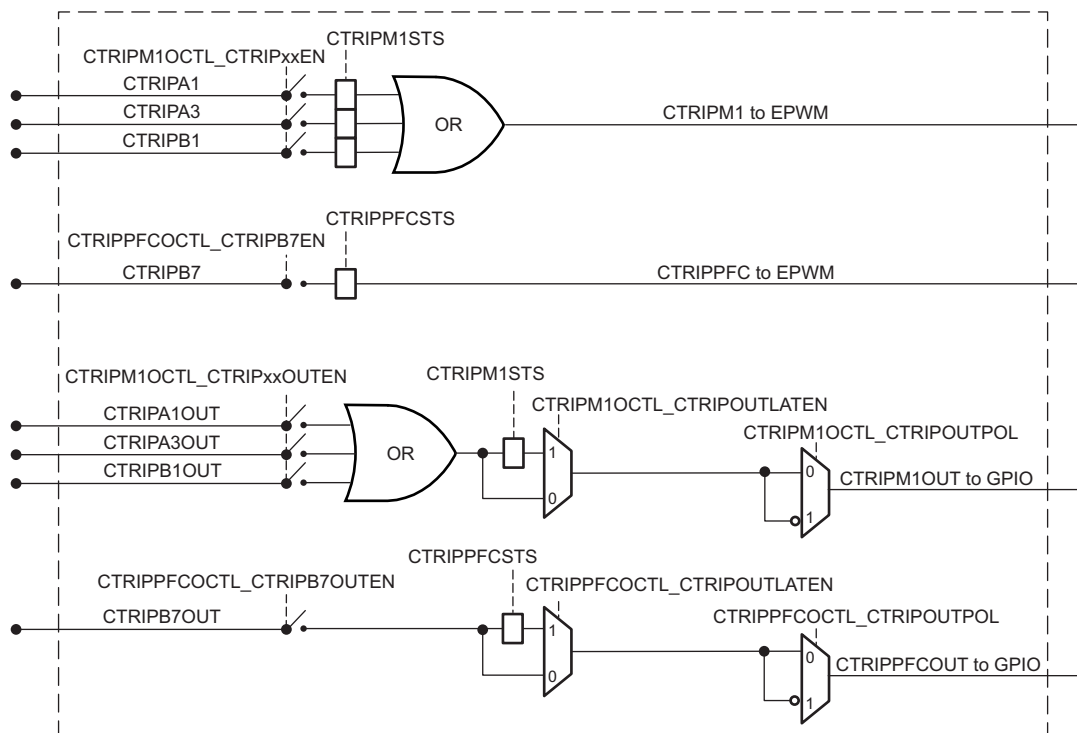 CTRIPM1STS
CTRIPM1OCTL_CTRIPxxEN
CTRIPA1
CTRIPA3
CTRIPB1
OR
CTRIPM1 to EPWM
CTRIPPFCSTS
CTRIPPFCOCTL_CTRIPB7EN
CTRIPB7
CTRIPPFC to EPWM
CTRIPM1OCTL_CTRIPxxOUTEN
CTRIPM1STS
CTRIPM1OCTL_CTRIPOUTLATEN
CTRIPA1OUT
CTRIPA3OUT
CTRIPB1OUT
OR
1
0
CTRIPM1OCTL_CTRIPOUTPOL
0
1
CTRIPM1OUT to GPIO
CTRIPPFCSTS
CTRIPPFCOCTL_CTRIPB7OUTEN
CTRIPPFCOCTL_CTRIPOUTLATEN
CTRIPB7OUT
1
0
CTRIPPFCOCTL_CTRIPOUTPOL
0
1
CTRIPPFCOUT to GPIO